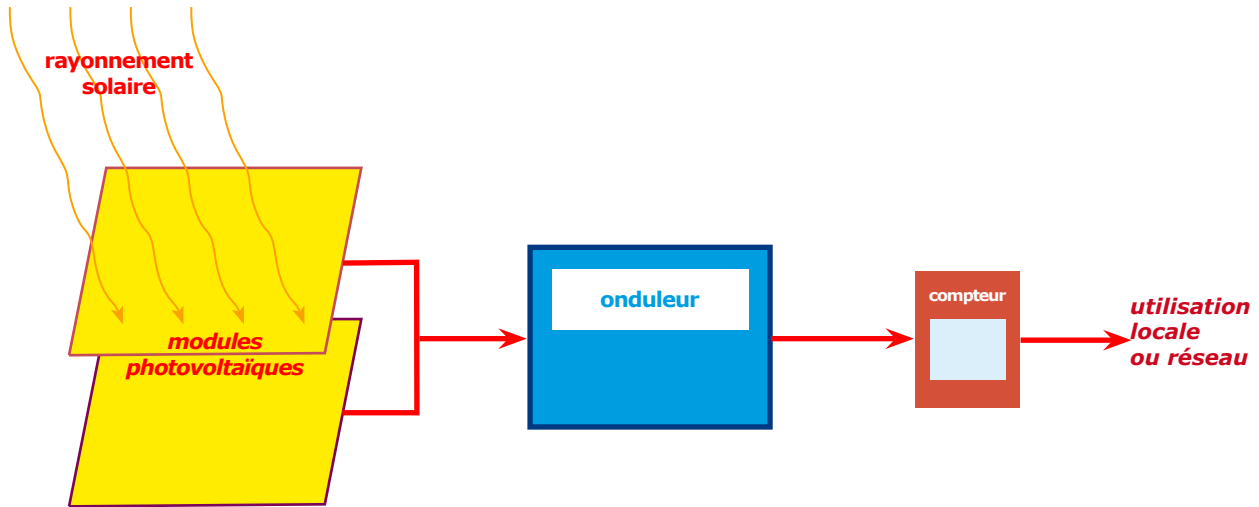 rayonnement
solaire
modules
photovoltaïques
onduleur
compteur
utilisation
locale
ou réseau